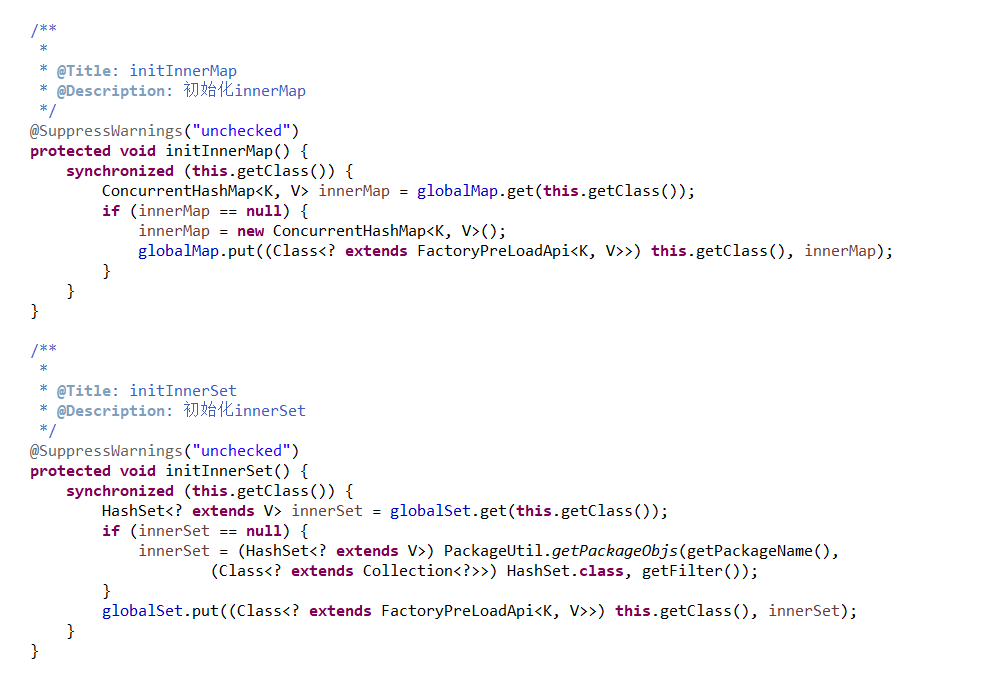 /**
 *
 * @Title: initInnerMap
 * @Description: 初始化innerMap
 */
@SuppressWarnings("unchecked")
protected void initInnerMap() {
    synchronized (this.getClass()) {
        ConcurrentHashMap<K, V> innerMap = globalMap.get(this.getClass());
        if (innerMap == null) {
            innerMap = new ConcurrentHashMap<K, V>();
            globalMap.put((Class<? extends FactoryPreLoadApi<K, V>>) this.getClass(), innerMap);
        }
    }
}

/**
 *
 * @Title: initInnerSet
 * @Description: 初始化innerSet
 */
@SuppressWarnings("unchecked")
protected void initInnerSet() {
    synchronized (this.getClass()) {
        HashSet<? extends V> innerSet = globalSet.get(this.getClass());
        if (innerSet == null) {
            innerSet = (HashSet<? extends V>) PackageUtil.getPackageObjs(getPackageName(),
                    (Class<? extends Collection<?>>) HashSet.class, getFilter());
        }
        globalSet.put((Class<? extends FactoryPreLoadApi<K, V>>) this.getClass(), innerSet);
    }
}